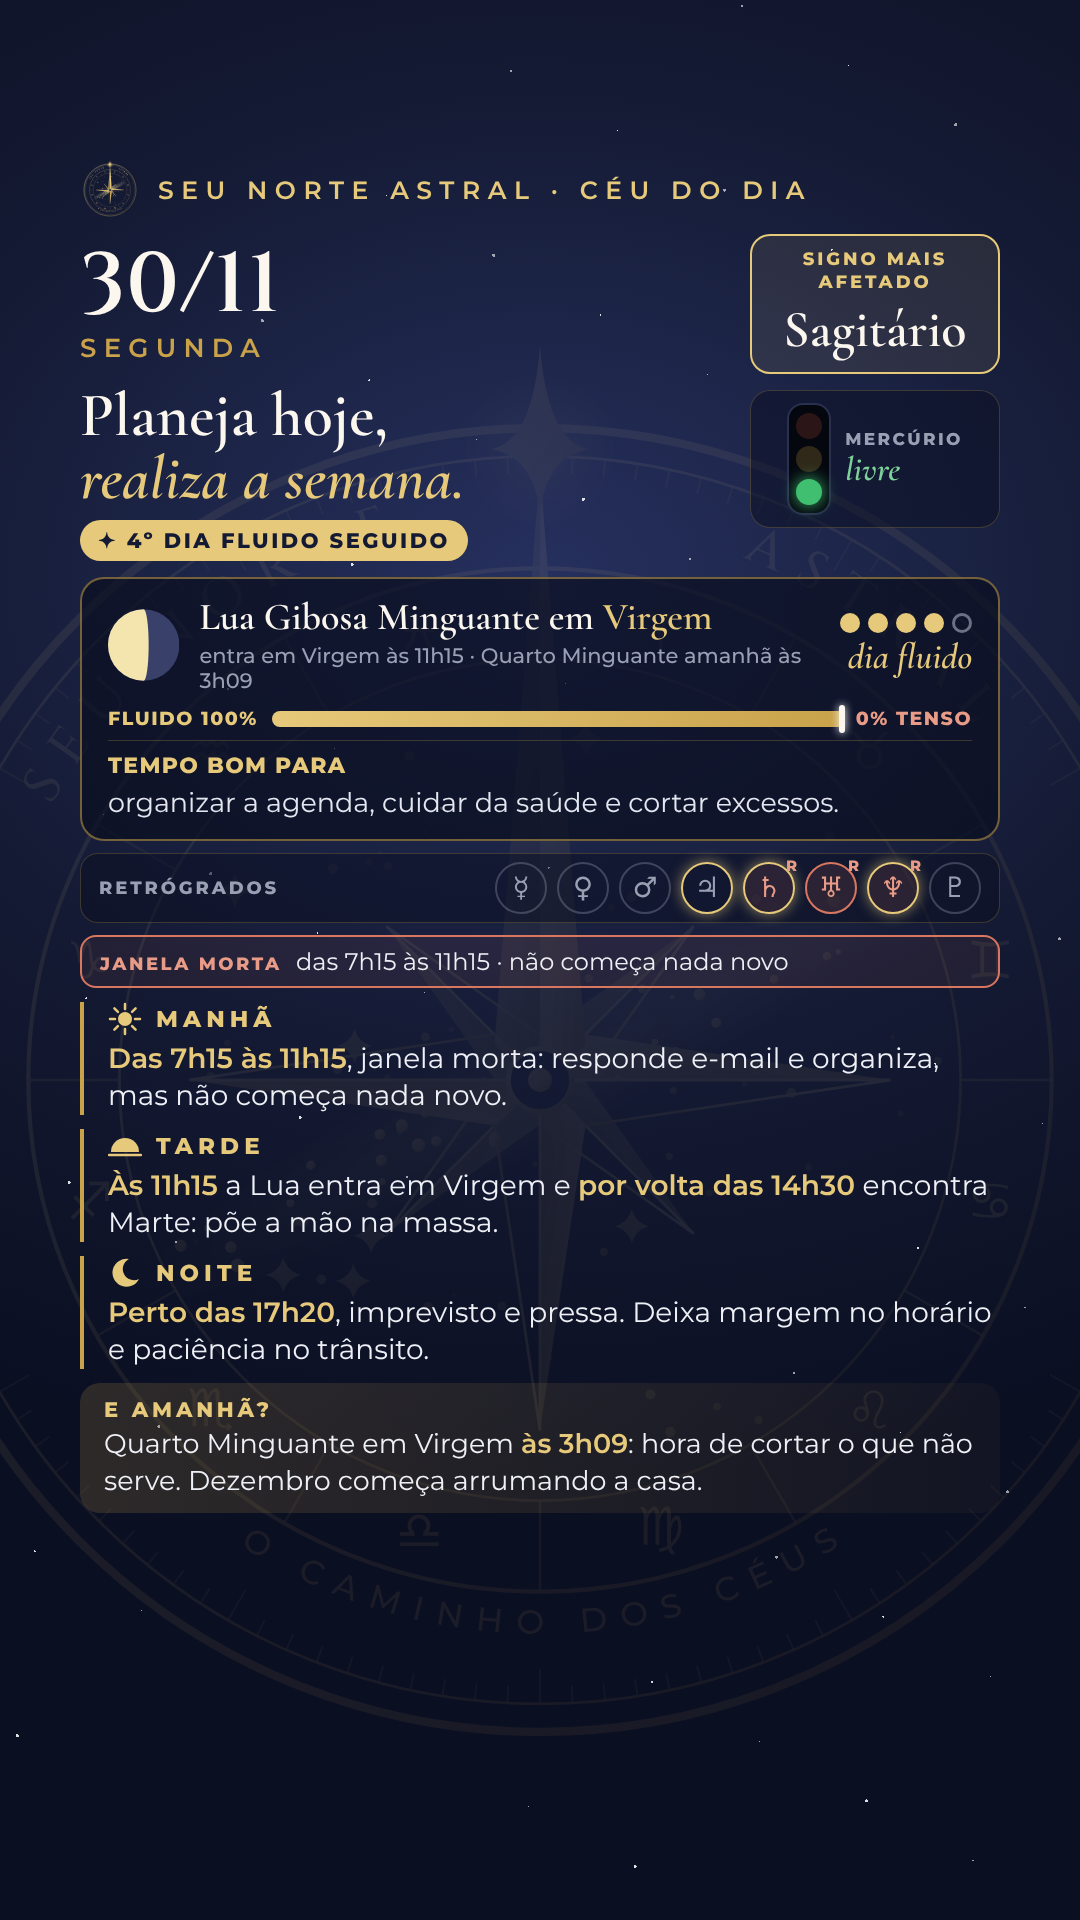 SEU NORTE ASTRAL · CÉU DO DIA
30/11
SEGUNDA
Planeja hoje,
realiza a semana.
✦ 4º DIA FLUIDO SEGUIDO
SIGNO MAIS
AFETADO
Sagitário
MERCÚRIO
livre
Lua Gibosa Minguante em Virgem
entra em Virgem às 11h15 · Quarto Minguante amanhã às
3h09
dia fluido
FLUIDO 100%
0% TENSO
TEMPO BOM PARA
organizar a agenda, cuidar da saúde e cortar excessos.
RETRÓGRADOS
☿ ♀ ♂ ♃ ♄ R ♅ R ♆ R ♇
JANELA MORTA das 7h15 às 11h15 · não começa nada novo
MANHÃ
Das 7h15 às 11h15, janela morta: responde e-mail e organiza,
mas não começa nada novo.
TARDE
Às 11h15 a Lua entra em Virgem e por volta das 14h30 encontra
Marte: põe a mão na massa.
NOITE
Perto das 17h20, imprevisto e pressa. Deixa margem no horário
e paciência no trânsito.
E AMANHÃ?
Quarto Minguante em Virgem às 3h09: hora de cortar o que não
serve. Dezembro começa arrumando a casa.
O CAMINHO DOS CÉUS